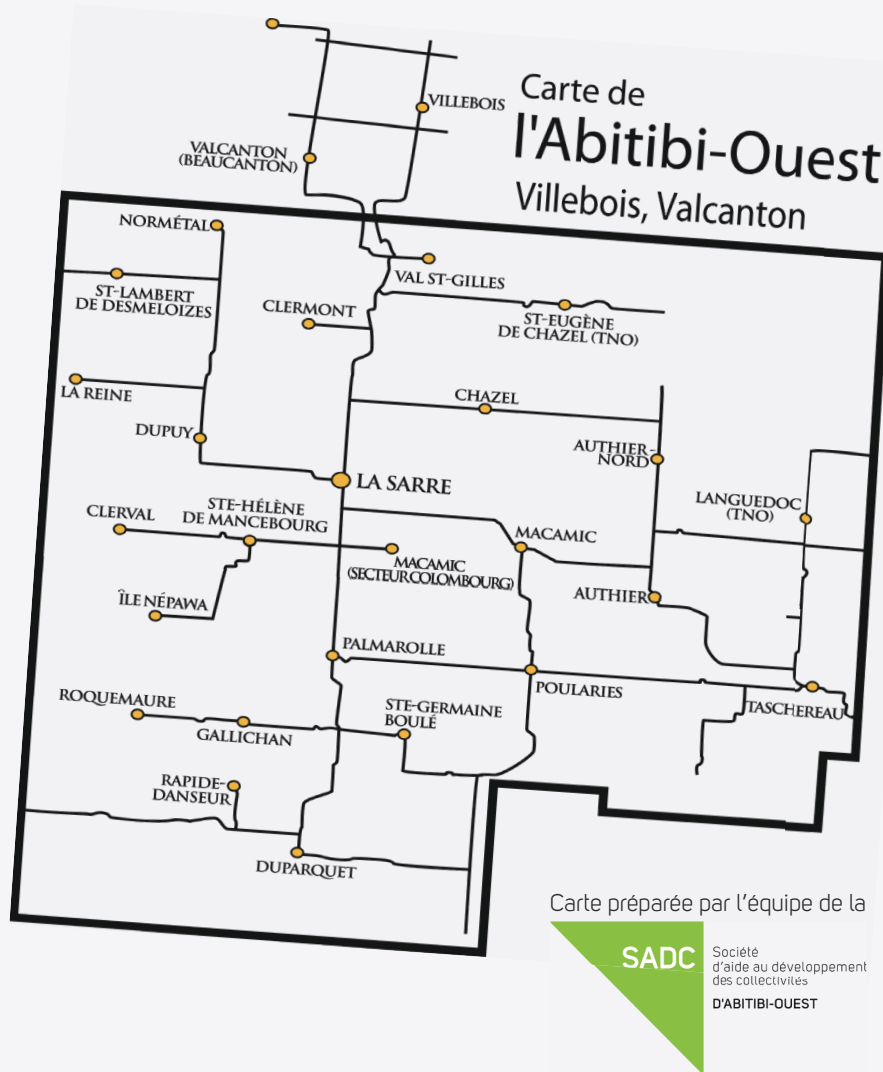 Carte de
l'Abitibi-Ouest
Villebois, Valcanton
VILLEBOIS
VALCANTON
(BEAUCANTON)
NORMÉTAL
ST-LAMBERT
DE DESMELOIZES
VAL ST-GILLES
CLERMONT
ST-EUGÈNE
DE CHAZEL (TNO)
LA REINE
CHAZEL
DUPUY
AUTHIER-
NORD
LA SARRE
LANGUEDOC
(TNO)
CLERVAL
STE-HÉLÈNE
DE MANCEBOURG
MACAMIC
MACAMIC
(SECTEUR COLOMBOURG)
ÎLE NÉPAWA
AUTHIER
PALMAROLLE
POULARIES
ROQUEMAURE
GALLICHAN
STE-GERMAINE
BOULÉ
TASCHEREAU
RAPIDE-
DANSEUR
DUPARQUET
Carte préparée par l'équipe de la
SADC
Société
d'aide au développement
des collectivités
D'ABITIBI-OUEST